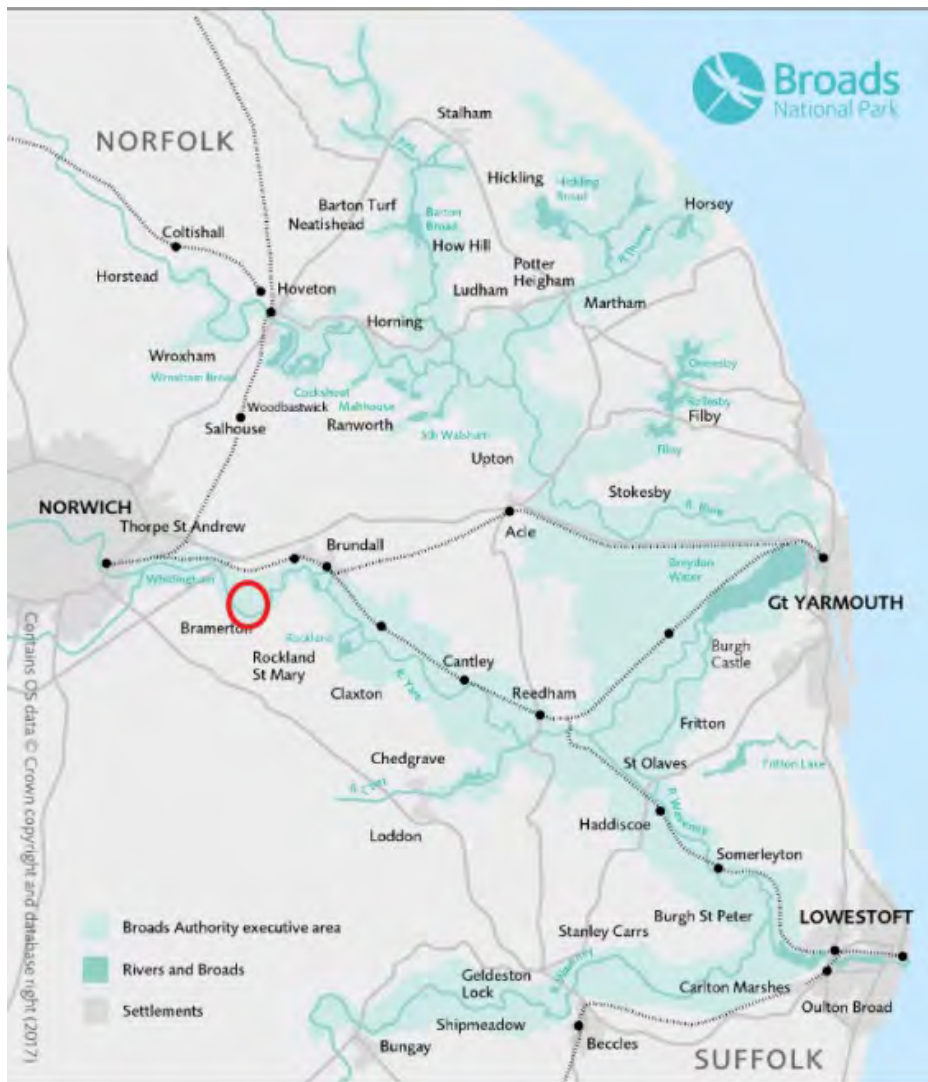 Broads
National Park
NORFOLK
Stalham
Ant
Hickling
Hickling
Broad
Horsey
Barton Turf
Neatishead
Barton
Broad
Coltishall
How Hill
R Thurne
Horstead
Hoveton
Potter
Heigham
Ludham
Martham
Horning
Wroxham
Wroxham Broad
Ormesby
Cockshoot
Woodbastwick
Malthouse
Rollesby
Filby
Salhouse
Ranworth
Sth Walsham
Filby
Upton
Stokesby
NORWICH
R. Bure
Thorpe St Andrew
Acle
Brundall
Whitlingham
Breydon
Water
Gt YARMOUTH
Bramerton
Rockland
Rockland
St Mary
Burgh
Castle
Cantley
R. Yare
Claxton
Reedham
Fritton
Chedgrave
St Olaves
Fritton Lake
R. Chet
R Waveney
Haddiscoe
Loddon
Somerleyton
Burgh St Peter
LOWESTOFT
Stanley Carrs
Broads Authority executive area
Rivers and Broads
Settlements
Geldeston
Lock
R Waveney
Carlton Marshes
Oulton Broad
Shipmeadow
Bungay
Beccles
SUFFOLK
Contains OS data © Crown copyright and database right (2017)